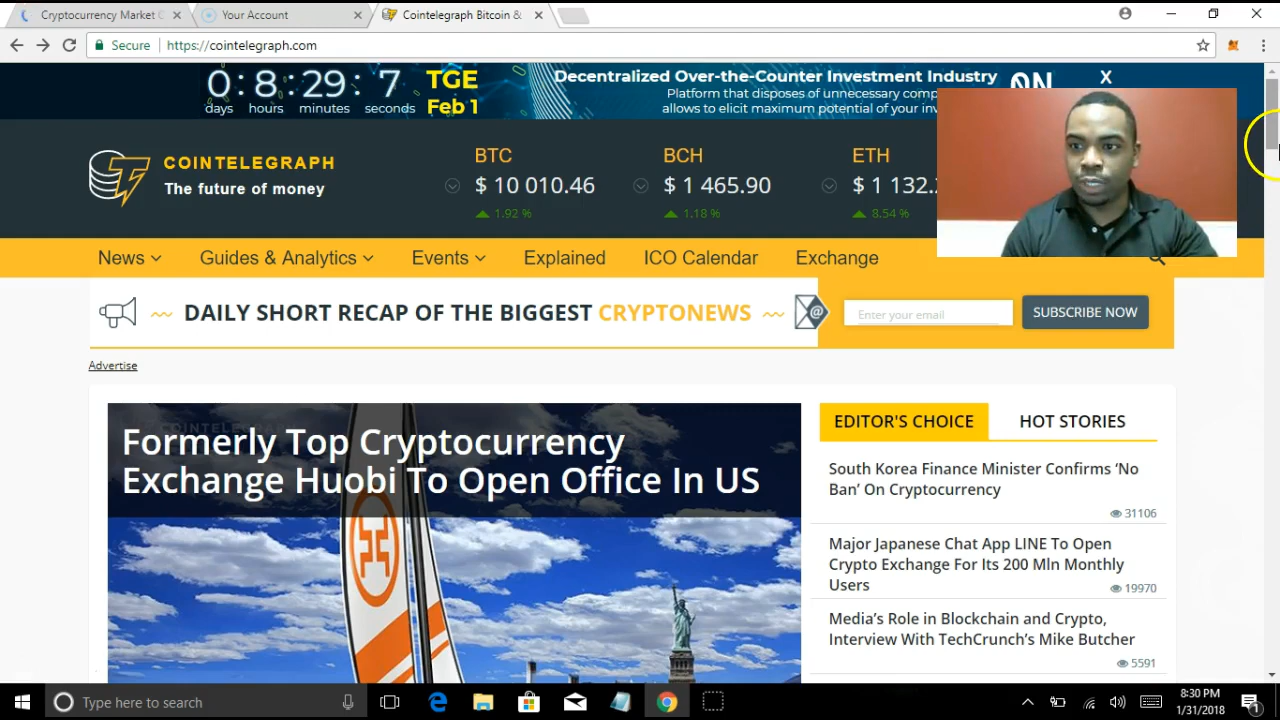 Cryptocurrency Market C
Your Account
Cointelegraph Bitcoin &
Secure
https://cointelegraph.com
0 : 8 : 29 : 7
days hours minutes seconds
TGE
Feb 1
Decentralized Over-the-Counter Investment Industry
Platform that disposes of unnecessary comp
allows to elicit maximum potential of your inv
X
COINTELEGRAPH
The future of money
BTC
$ 10 010.46
1.92 %
BCH
$ 1 465.90
1.18 %
ETH
$ 1 132.2
8.54 %
News
Guides & Analytics
Events
Explained
ICO Calendar
Exchange
DAILY SHORT RECAP OF THE BIGGEST CRYPTONEWS
@
Enter your email
SUBSCRIBE NOW
Advertise
Formerly Top Cryptocurrency
Exchange Huobi To Open Office In US
EDITOR'S CHOICE
HOT STORIES
South Korea Finance Minister Confirms ‘No
Ban’ On Cryptocurrency
31106
Major Japanese Chat App LINE To Open
Crypto Exchange For Its 200 Mln Monthly
Users
19970
Media’s Role in Blockchain and Crypto,
Interview With TechCrunch’s Mike Butcher
5591
Type here to search
8:30 PM
1/31/2018
1